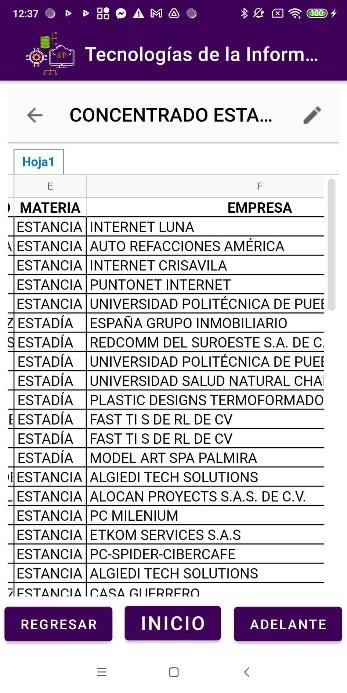 12:37
100
Tecnologías de la Inform...
CONCENTRADO ESTA...
Hoja1
E F
MATERIA EMPRESA
ESTANCIA INTERNET LUNA
ESTANCIA AUTO REFACCIONES AMÉRICA
ESTANCIA INTERNET CRISAVILA
ESTANCIA PUNTONET INTERNET
ESTANCIA UNIVERSIDAD POLITÉCNICA DE PUEB
ESTADÍA ESPAÑA GRUPO INMOBILIARIO
ESTADÍA REDCOMM DEL SUROESTE S.A. DE C.
ESTADÍA UNIVERSIDAD POLITÉCNICA DE PUEB
ESTADÍA UNIVERSIDAD SALUD NATURAL CHA
ESTADÍA PLASTIC DESIGNS TERMOFORMADO
ESTADÍA FAST TI S DE RL DE CV
ESTADÍA FAST TI S DE RL DE CV
ESTADÍA MODEL ART SPA PALMIRA
ESTANCIA ALGIEDI TECH SOLUTIONS
ESTANCIA ALOCAN PROYECTS S.A.S. DE C.V.
ESTANCIA PC MILENIUM
ESTANCIA ETKOM SERVICES S.A.S
ESTANCIA PC-SPIDER-CIBERCAFE
ESTANCIA ALGIEDI TECH SOLUTIONS
ESTANCIA CASA GUERRERO
REGRESAR INICIO ADELANTE